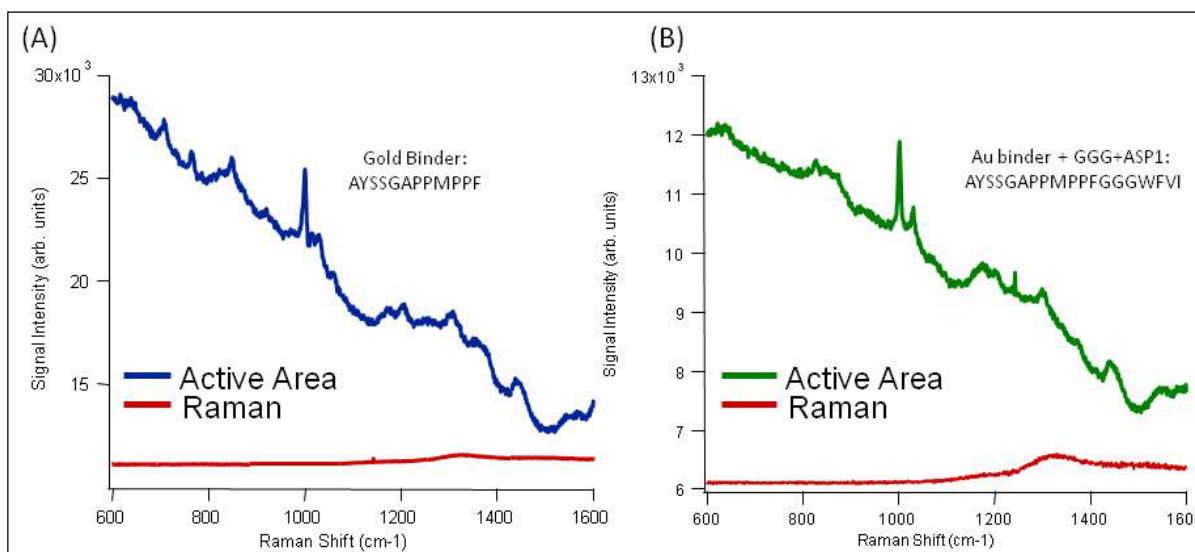 (A)
30x10³
25
20
15
Signal Intensity (arb. units)
Gold Binder:
AYSSGAPPMPPF
Active Area
Raman
600 800 1000 1200 1400 1600
Raman Shift (cm-1)
(B)
13x10³
12
11
10
9
8
7
6
Signal Intensity (arb. units)
Au binder + GGG+ASP1:
AYSSGAPPMPPFGGGWFVI
Active Area
Raman
600 800 1000 1200 1400 1600
Raman Shift (cm-1)